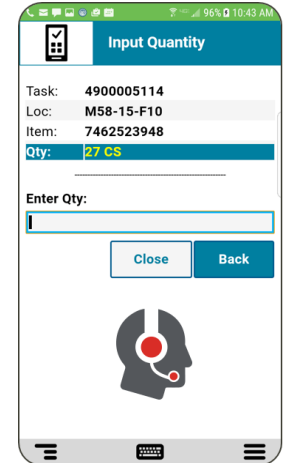 96% 10:43 AM
Input Quantity
Task: 4900005114
Loc: M58-15-F10
Item: 7462523948
Qty: 27 CS
Enter Qty:
Close Back